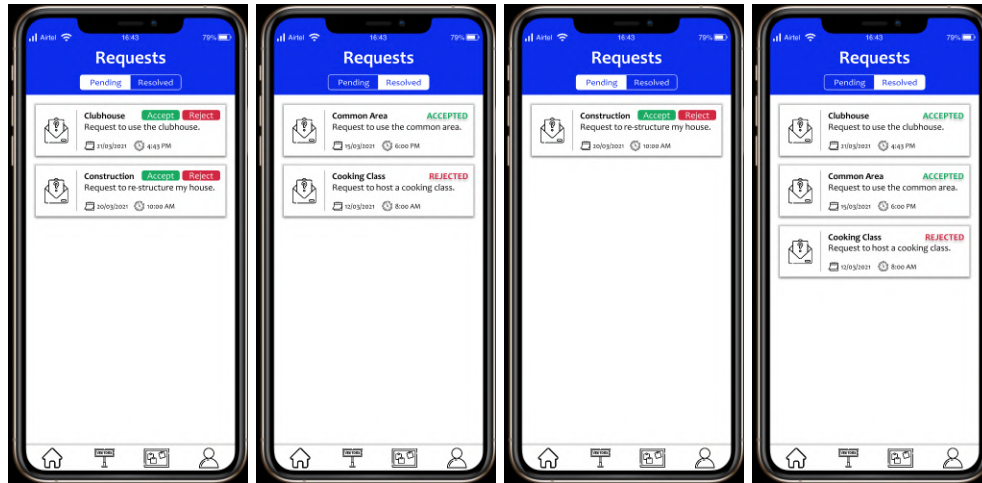 Airtel 16:43 79%
Requests
Pending Resolved
Clubhouse Accept Reject
Request to use the clubhouse.
21/03/2021 4:43 PM
Construction Accept Reject
Request to re-structure my house.
20/03/2021 10:00 AM
Airtel 16:43 79%
Requests
Pending Resolved
Common Area ACCEPTED
Request to use the common area.
15/03/2021 6:00 PM
Cooking Class REJECTED
Request to host a cooking class.
12/03/2021 8:00 AM
Airtel 16:43 79%
Requests
Pending Resolved
Construction Accept Reject
Request to re-structure my house.
20/03/2021 10:00 AM
Airtel 16:43 79%
Requests
Pending Resolved
Clubhouse ACCEPTED
Request to use the clubhouse.
21/03/2021 4:43 PM
Common Area ACCEPTED
Request to use the common area.
15/03/2021 6:00 PM
Cooking Class REJECTED
Request to host a cooking class.
12/03/2021 8:00 AM